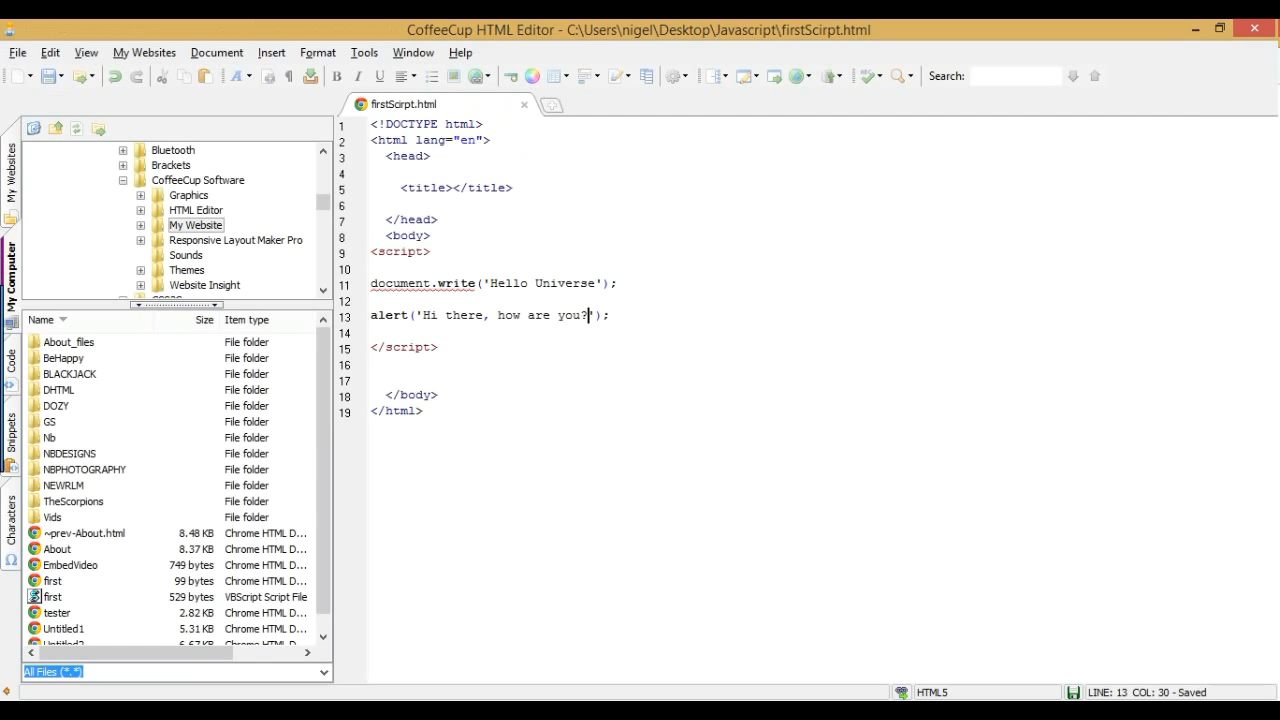 CoffeeCup HTML Editor - C:\Users\nigel\Desktop\Javascript\firstScirpt.html
File Edit View My Websites Document Insert Format Tools Window Help
B I U Search:
firstScirpt.html
My Websites
My Computer
Code
Snippets
Characters
Bluetooth
Brackets
CoffeeCup Software
Graphics
HTML Editor
My Website
Responsive Layout Maker Pro
Sounds
Themes
Website Insight
Name Size Item type
About_files File folder
BeHappy File folder
BLACKJACK File folder
DHTML File folder
DOZY File folder
GS File folder
Nb File folder
NBDESIGNS File folder
NBPHOTOGRAPHY File folder
NEWRLM File folder
TheScorpions File folder
Vids File folder
~prev-About.html 8.48 KB Chrome HTML D...
About 8.37 KB Chrome HTML D...
EmbedVideo 749 bytes Chrome HTML D...
first 99 bytes Chrome HTML D...
first 529 bytes VBScript Script File
tester 2.82 KB Chrome HTML D...
Untitled1 5.31 KB Chrome HTML D...
All Files (*.*)
1 <!DOCTYPE html>
2 <html lang="en">
3 <head>
4
5 <title></title>
6
7 </head>
8 <body>
9 <script>
10
11 document.write('Hello Universe');
12
13 alert('Hi there, how are you?');
14
15 </script>
16
17
18 </body>
19 </html>
HTML5 LINE: 13 COL: 30 - Saved